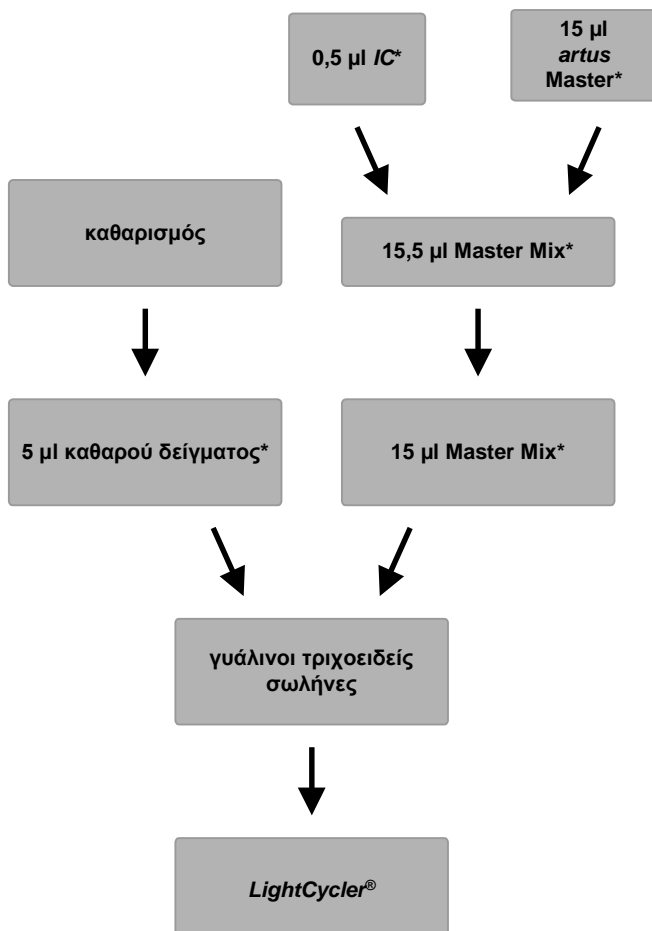 0,5 µl IC*
15 µl
artus
Master*
καθαρισμός
15,5 µl Master Mix*
5 µl καθαρού δείγματος*
15 µl Master Mix*
γυάλινοι τριχοειδείς
σωλήνες
LightCycler®